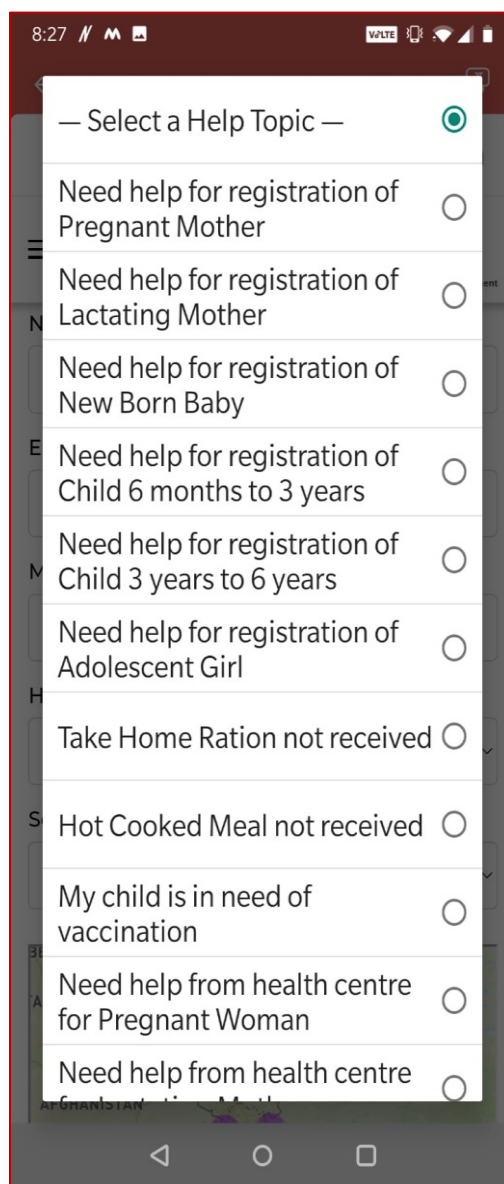 8:27
VoLTE
— Select a Help Topic —
Need help for registration of
Pregnant Mother
Need help for registration of
Lactating Mother
ent
N
Need help for registration of
New Born Baby
E
Need help for registration of
Child 6 months to 3 years
M
Need help for registration of
Child 3 years to 6 years
Need help for registration of
Adolescent Girl
H
Take Home Ration not received
S
Hot Cooked Meal not received
My child is in need of
vaccination
Need help from health centre
for Pregnant Woman
Need help from health centre
AFGHANISTAN